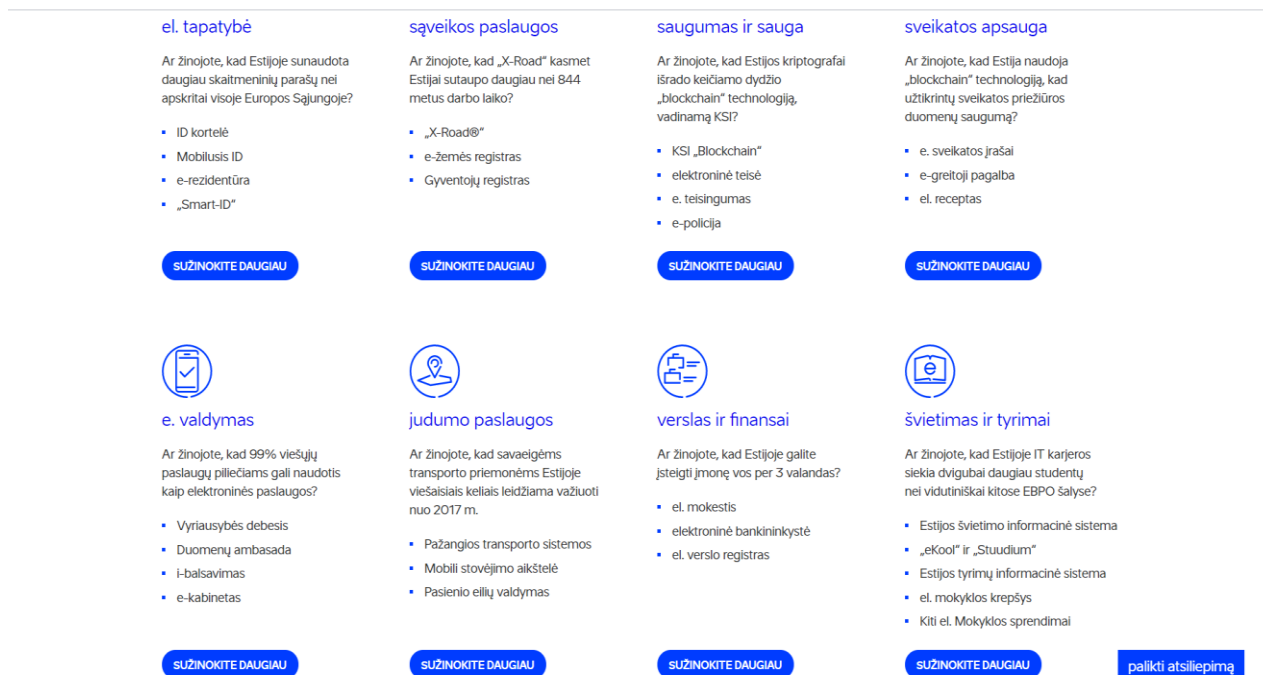 el. tapatybė
Ar žinojote, kad Estijoje sunaudota
daugiau skaitmeninių parašų nei
apskritai visoje Europos Sąjungoje?
ID kortelė
Mobilusis ID
e-rezidentūra
„Smart-ID“
SUŽINOKITE DAUGIAU
sąveikos paslaugos
Ar žinojote, kad „X-Road“ kasmet
Estijai sutaupo daugiau nei 844
metus darbo laiko?
„X-Road®“
e-žemės registras
Gyventojų registras
SUŽINOKITE DAUGIAU
saugumas ir sauga
Ar žinojote, kad Estijos kriptografai
išrado keičiamo dydžio
„blockchain“ technologiją,
vadinamą KSI?
KSI „Blockchain“
elektroninė teisė
e. teisingumas
e-policija
SUŽINOKITE DAUGIAU
sveikatos apsauga
Ar žinojote, kad Estija naudoja
„blockchain“ technologiją, kad
užtikrintų sveikatos priežiūros
duomenų saugumą?
e. sveikatos įrašai
e-greitoji pagalba
el. receptas
SUŽINOKITE DAUGIAU
e. valdymas
Ar žinojote, kad 99% viešųjų
paslaugų piliečiams gali naudotis
kaip elektroninės paslaugos?
Vyriausybės debesis
Duomenų ambasada
i-balsavimas
e-kabinetas
SUŽINOKITE DAUGIAU
judumo paslaugos
Ar žinojote, kad savaeigėms
transporto priemonėms Estijoje
viešaisiais keliais leidžiama važiuoti
nuo 2017 m.
Pažangios transporto sistemos
Mobili stovėjimo aikštelė
Pasienio eilių valdymas
SUŽINOKITE DAUGIAU
verslas ir finansai
Ar žinojote, kad Estijoje galite
įsteigti įmonę vos per 3 valandas?
el. mokestis
elektroninė bankininkystė
el. verslo registras
SUŽINOKITE DAUGIAU
e
švietimas ir tyrimai
Ar žinojote, kad Estijoje IT karjeros
siekia dvigubai daugiau studentų
nei vidutiniškai kitose EBPO šalyse?
Estijos švietimo informacinė sistema
„eKool“ ir „Stuudium“
Estijos tyrimų informacinė sistema
el. mokyklos krepšys
Kiti el. Mokyklos sprendimai
SUŽINOKITE DAUGIAU
palikti atsiliepimą